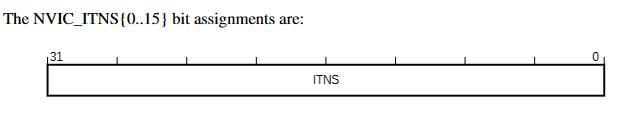 The NVIC_ITNS{0..15} bit assignments are:
31 0
ITNS